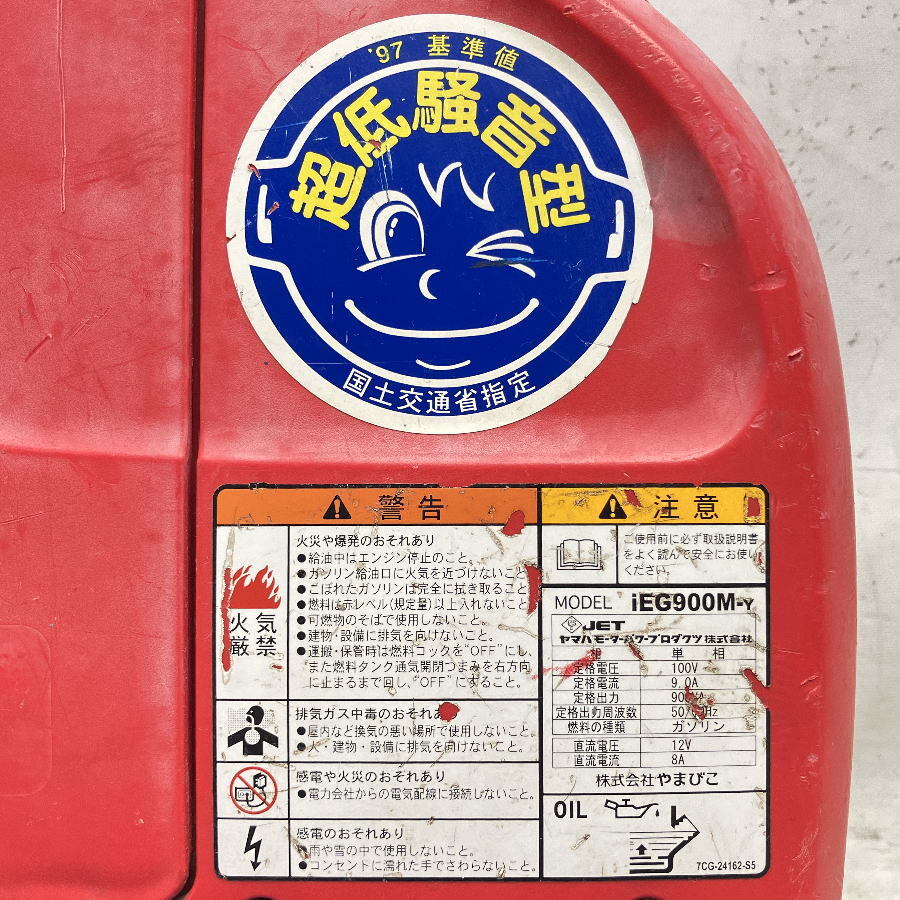 '97 基準値
超低騒音型
国土交通省指定
警告
火気
厳禁
火災や爆発のおそれあり
●給油中はエンジン停止のこと。
●ガソリン給油口に火気を近づけないこと
●こぼれたガソリンは完全に拭き取ること
●燃料は赤レベル(規定量)以上入れないこと
●可燃物のそばで使用しないこと。
●建物・設備に排気を向けないこと。
●運搬・保管時は燃料コックを"OFF"にし、
また燃料タンク通気開閉つまみを右方向
に止まるまで回し、"OFF"にすること。
排気ガス中毒のおそれあり
●屋内など換気の悪い場所で使用しないこと。
●人・建物・設備に排気を向けないこと。
感電や火災のおそれあり
●電力会社からの電気配線に接続しないこと。
感電のおそれあり
●雨や雪の中で使用しないこと。
●コンセントに濡れた手でさわらないこと。
注意
ご使用前に必ず取扱説明書
をよく読んで安全にお使い
ください。
MODEL iEG900M-Y
JET
ヤマハモーターパワープロダクツ株式会社
相 単相
定格電圧 100V
定格電流 9.0A
定格出力
定格出力周波数 50/60Hz
燃料の種類 ガソリン
直流電圧 12V
直流電流 8A
株式会社やまびこ
OIL
7CG-24162-S5